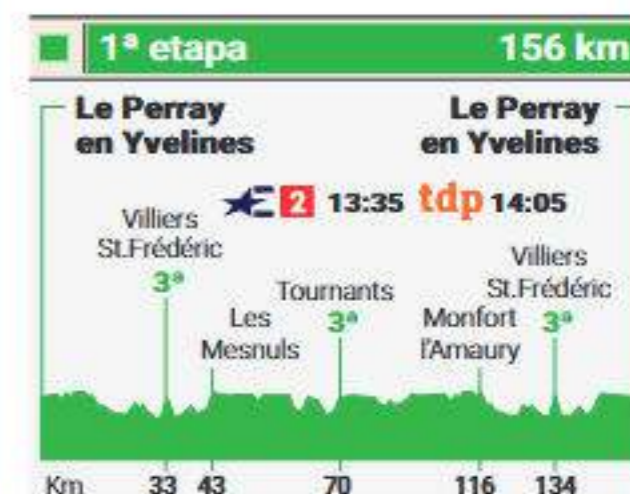 1ª etapa 156 km
Le Perray
en Yvelines
Le Perray
en Yvelines
E 2 13:35 tdp 14:05
Villiers
St.Frédéric
3ª
Les
Mesnuls
Tournants
3ª
Monfort
l'Amaury
Villiers
St.Frédéric
3ª
Km 33 43 70 116 134